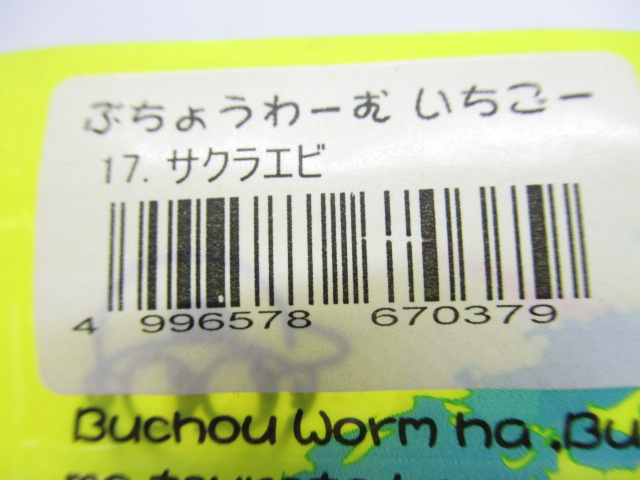 ぶちょうわーむ いちごー
17. サクラエビ
4 996578 670379
Buchou Worm ha .Bu